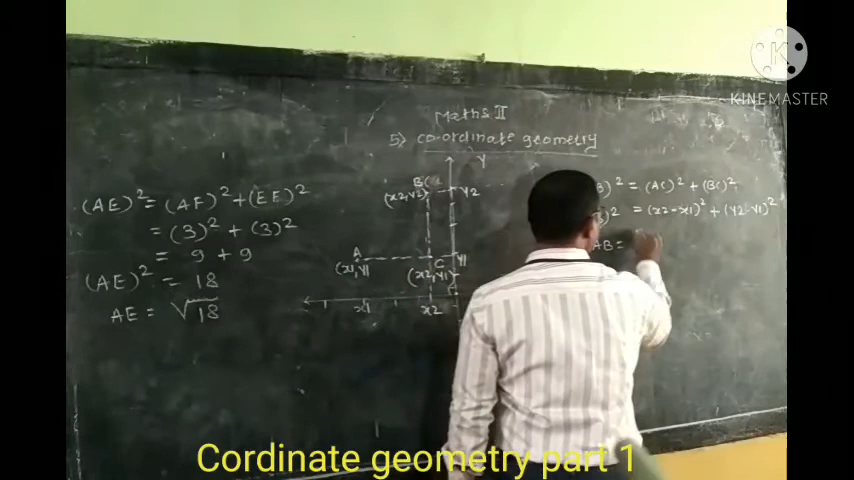 KINEMASTER
Maths II
5) co-ordinate geometry
(AE)² = (AF)² + (EF)²
= (3)² + (3)²
= 9 + 9
(AE)² = 18
AE = √18
Y
B
(x2,y2)
Y2
A
(x1,y1
C
Y1
(x2,y1)
x1
x2
)² = (AC)² + (BC)²
)² = (x2-x1)² + (Y2-Y1)²
AB =
Cordinate geometry part 1